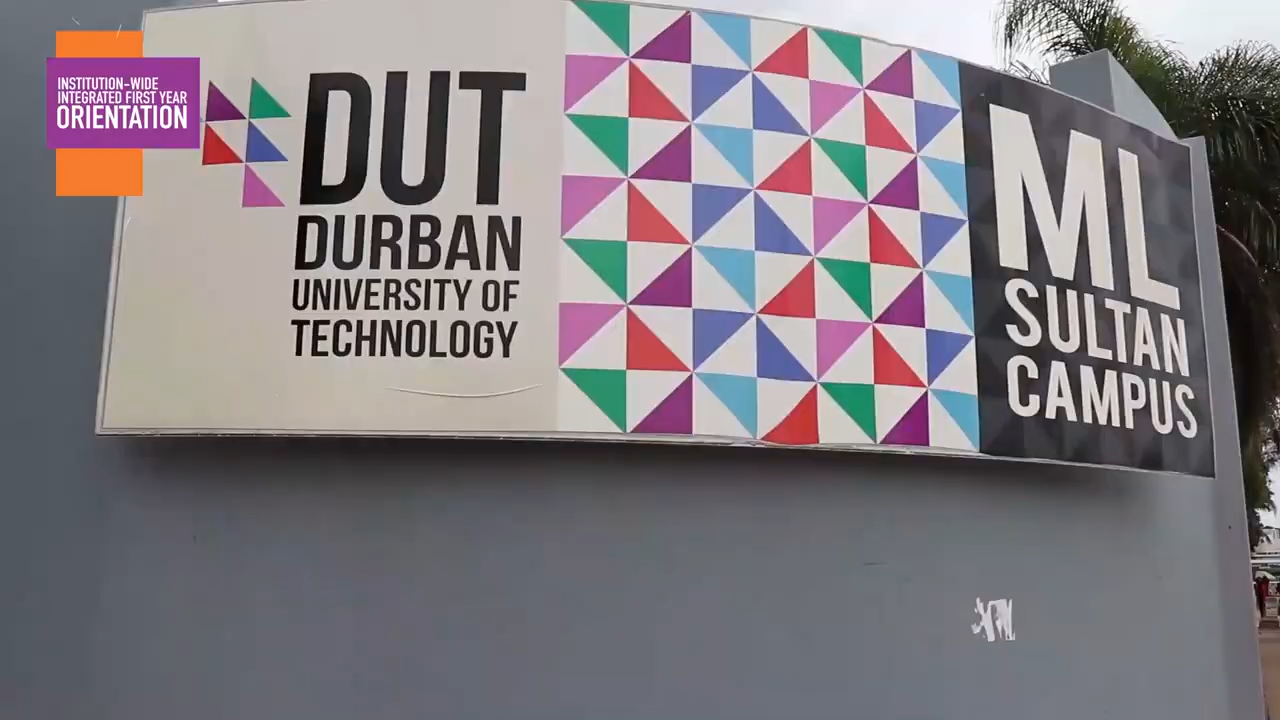 INSTITUTION-WIDE
INTEGRATED FIRST YEAR
ORIENTATION
DUT
DURBAN
UNIVERSITY OF
TECHNOLOGY
ML
SULTAN
CAMPUS